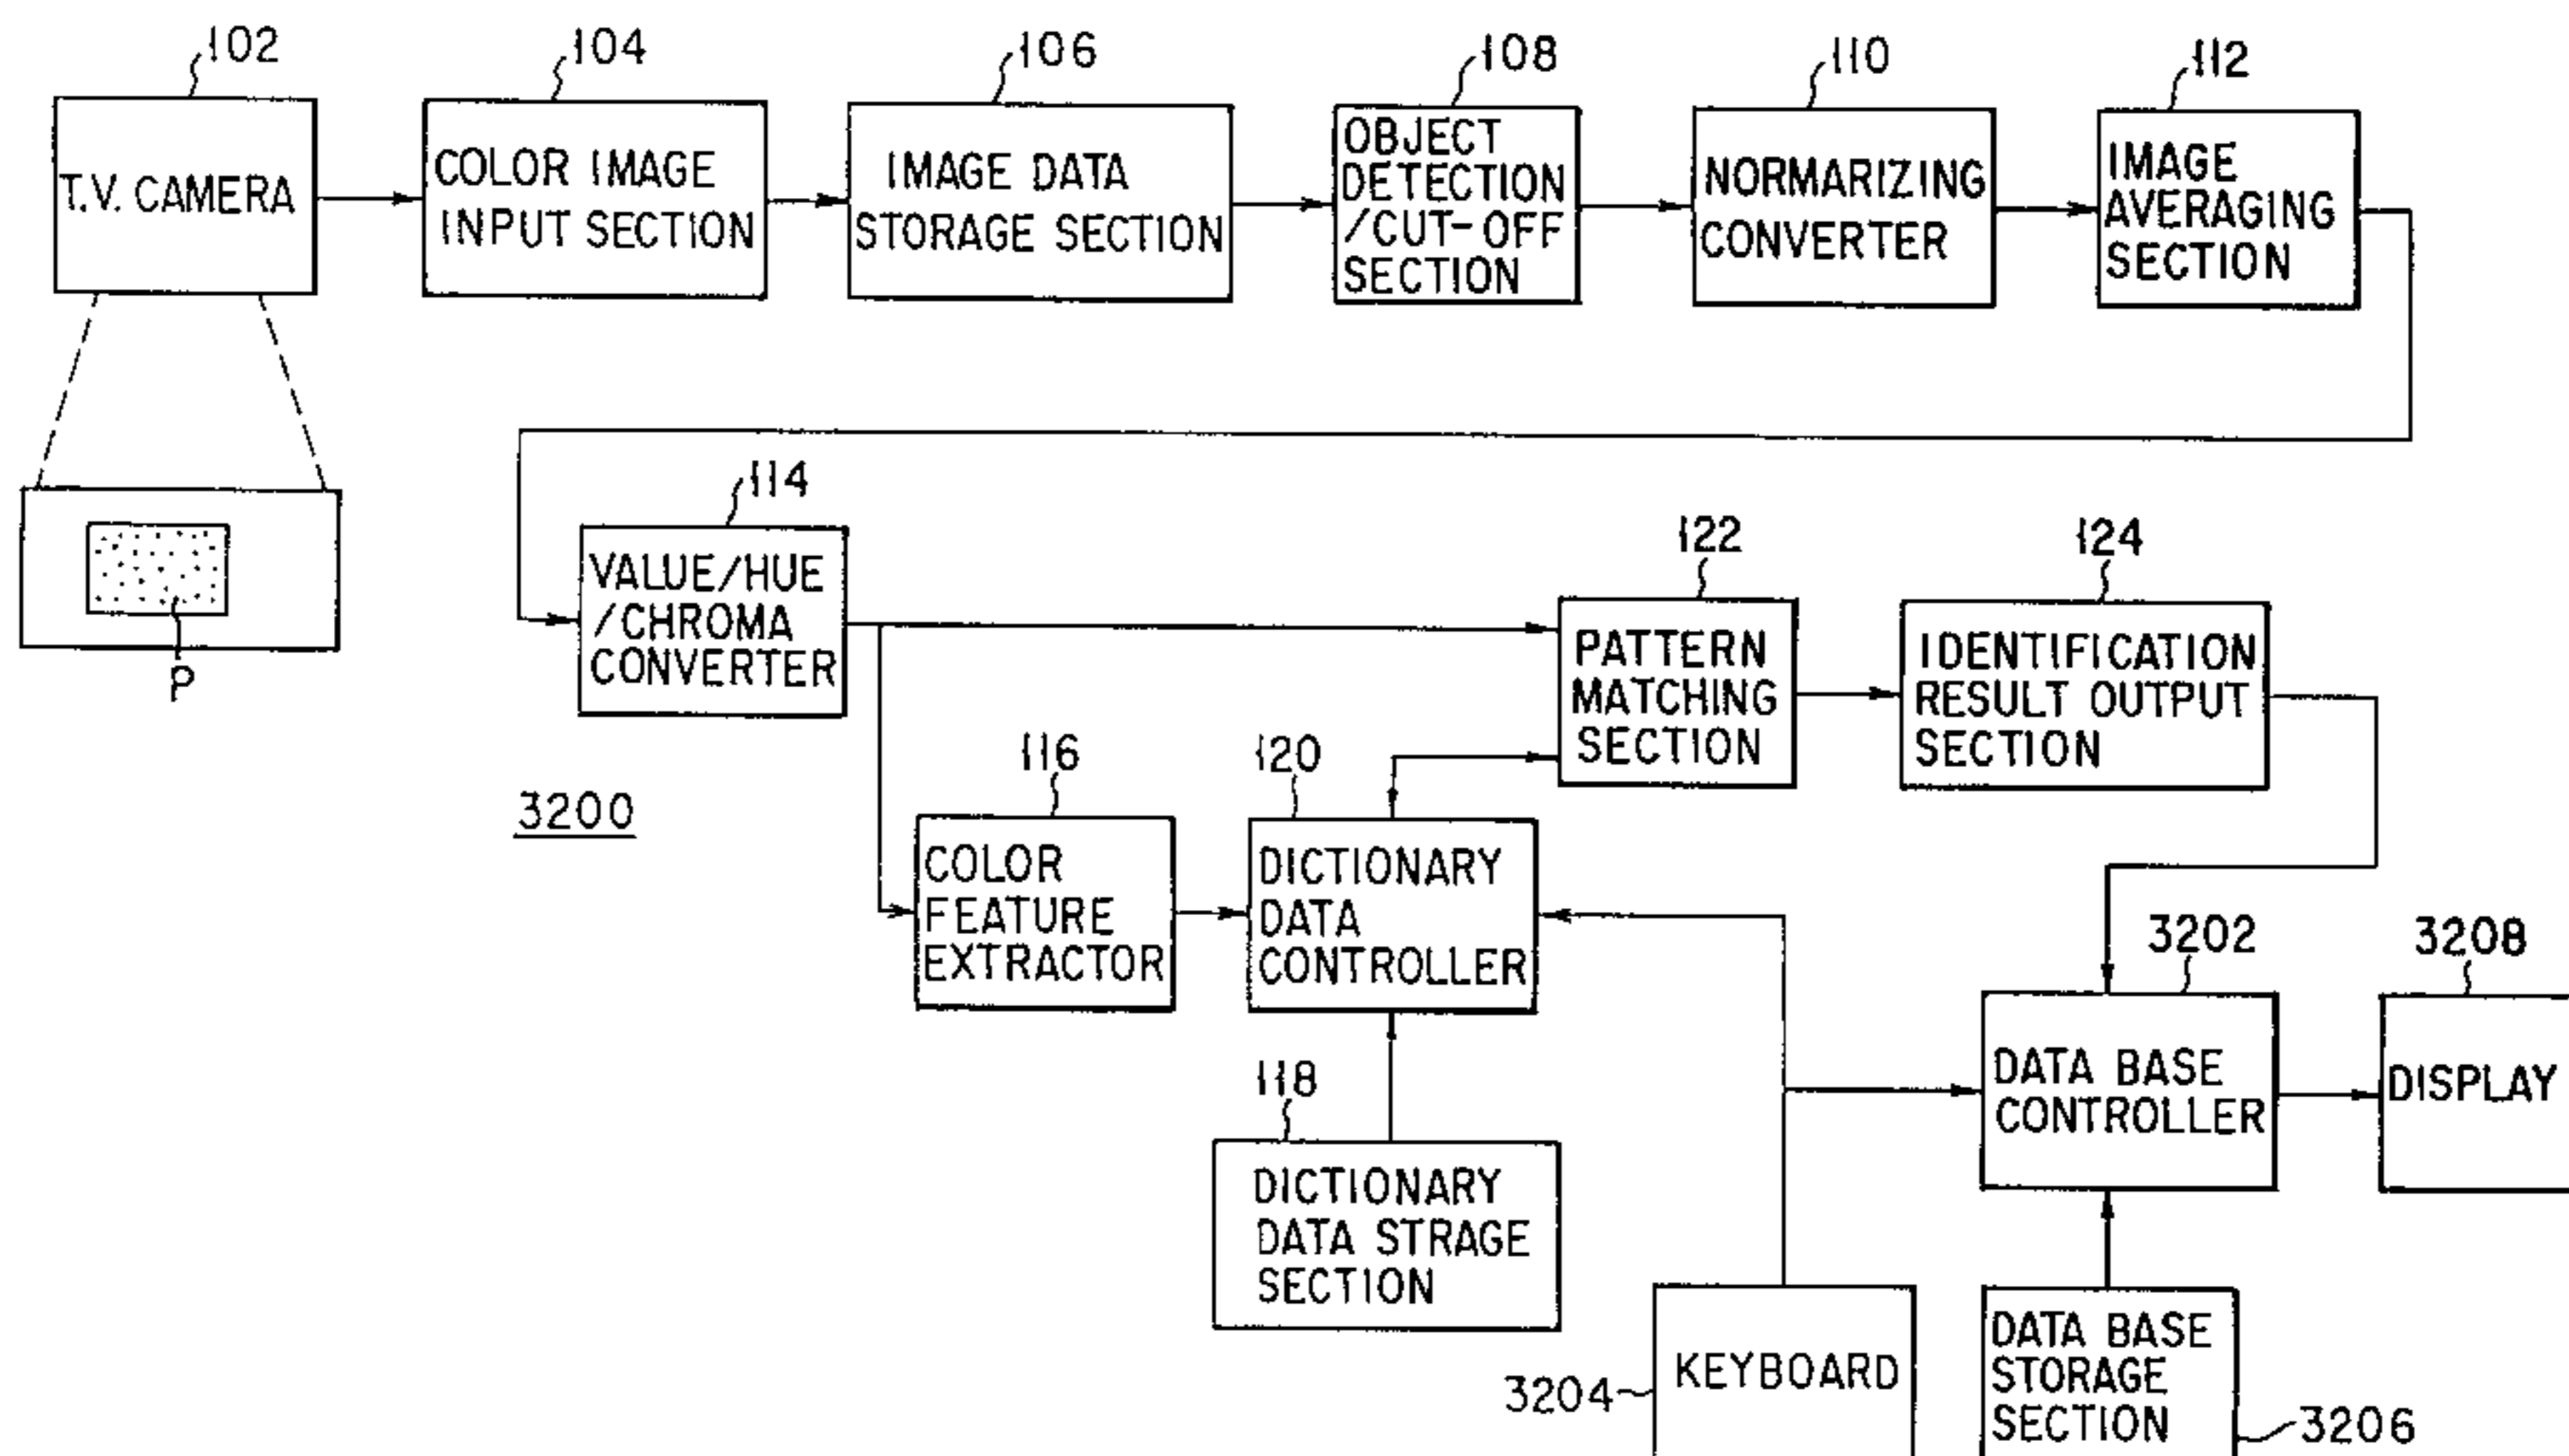 102
104
106
108
110
112
T.V. CAMERA
COLOR IMAGE
INPUT SECTION
IMAGE DATA
STORAGE SECTION
OBJECT
DETECTION
/CUT-OFF
SECTION
NORMARIZING
CONVERTER
IMAGE
AVERAGING
SECTION
P
114
VALUE/HUE
/CHROMA
CONVERTER
122
PATTERN
MATCHING
SECTION
124
IDENTIFICATION
RESULT OUTPUT
SECTION
3200
116
COLOR
FEATURE
EXTRACTOR
120
DICTIONARY
DATA
CONTROLLER
118
DICTIONARY
DATA STRAGE
SECTION
3202
DATA BASE
CONTROLLER
3208
DISPLAY
3204
KEYBOARD
DATA BASE
STORAGE
SECTION
3206